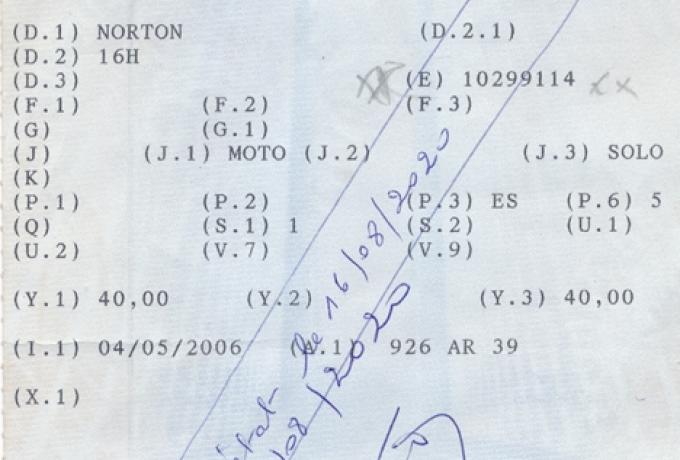 (D.1) NORTON (D.2.1)
(D.2) 16H
(D.3) (E) 10299114 xx
(F.1) (F.2) (F.3)
(G) (G.1)
(J) (J.1) MOTO (J.2) (J.3) SOLO
(K)
(P.1) (P.2) (P.3) ES (P.6) 5
(Q) (S.1) 1 (S.2) (U.1)
(U.2) (V.7) (V.9)
(Y.1) 40,00 (Y.2) (Y.3) 40,00
(I.1) 04/05/2006 (A.1) 926 AR 39
(X.1)
le 16/08/2020
/08/2020